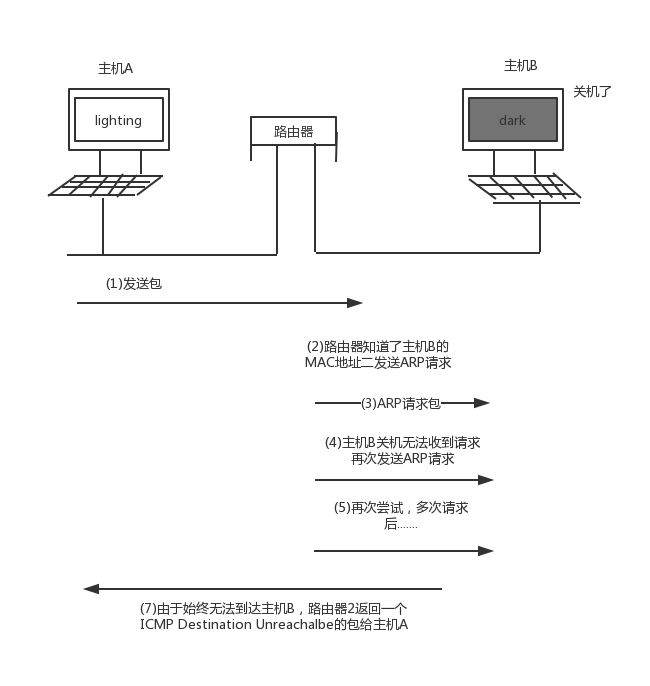 主机A
主机B
关机了
lighting
路由器
dark
(1)发送包
(2)路由器知道了主机B的
MAC地址二发送ARP请求
(3)ARP请求包
(4)主机B关机无法收到请求
再次发送ARP请求
(5)再次尝试，多次请求
后.......
(7)由于始终无法到达主机B，路由器2返回一个
ICMP Destination Unreachalbe的包给主机A